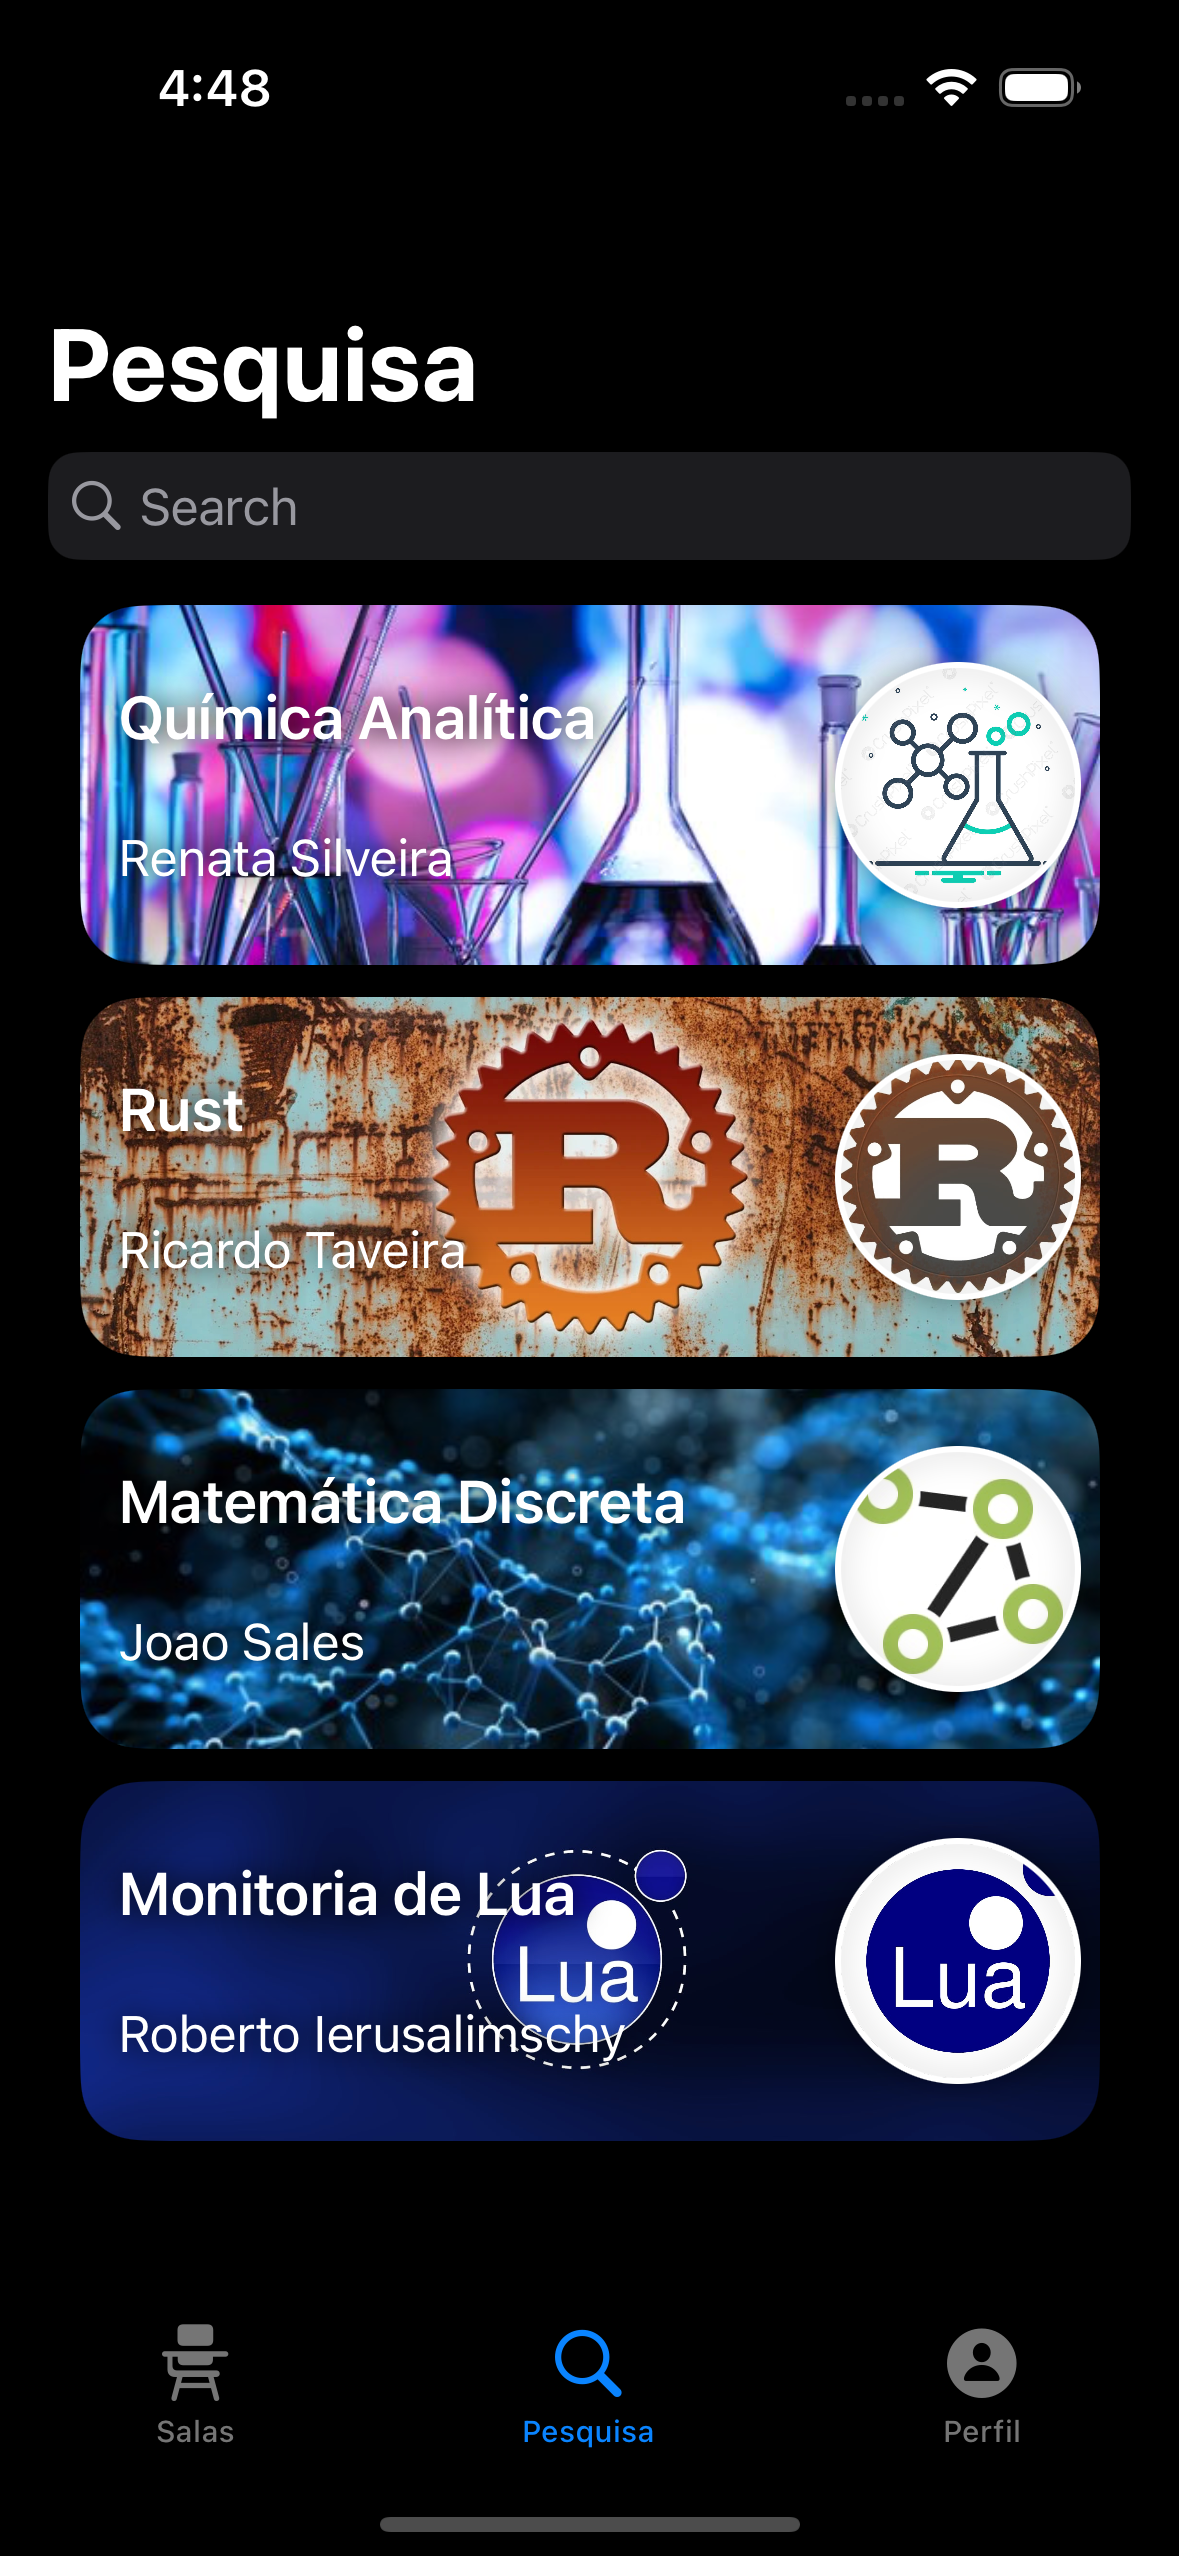 4:48
Pesquisa
Search
Química Analítica
Renata Silveira
Rust
R
R
Ricardo Taveira
Matemática Discreta
Joao Sales
Monitoria de Lua
Lua
Lua
Roberto Ierusalimschy
Salas
Pesquisa
Perfil